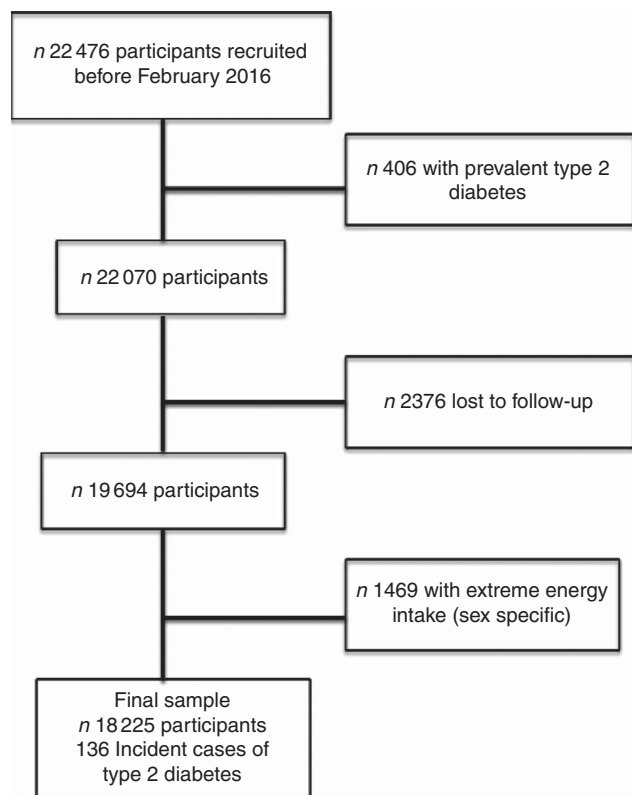 n 22 476 participants recruited
before February 2016
n 406 with prevalent type 2
diabetes
n 22 070 participants
n 2376 lost to follow-up
n 19 694 participants
n 1469 with extreme energy
intake (sex specific)
Final sample
n 18 225 participants
136 Incident cases of
type 2 diabetes